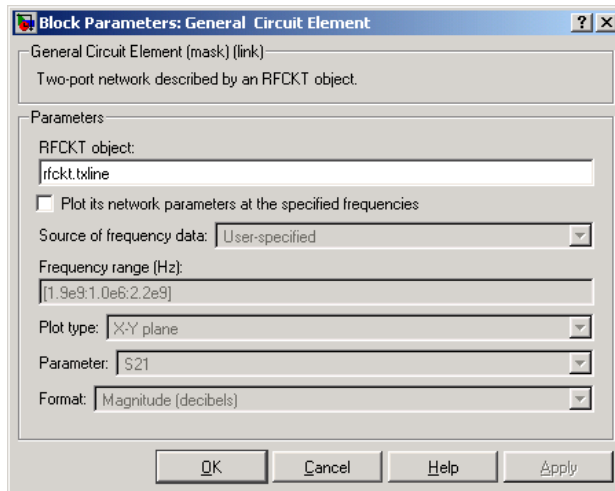 Block Parameters: General Circuit Element
General Circuit Element (mask) (link)
Two-port network described by an RFCKT object.
Parameters
RFCKT object:
rfckt.txline
Plot its network parameters at the specified frequencies
Source of frequency data: User-specified
Frequency range (Hz):
[1.9e9:1.0e6:2.2e9]
Plot type: X-Y plane
Parameter: S21
Format: Magnitude (decibels)
OK Cancel Help Apply